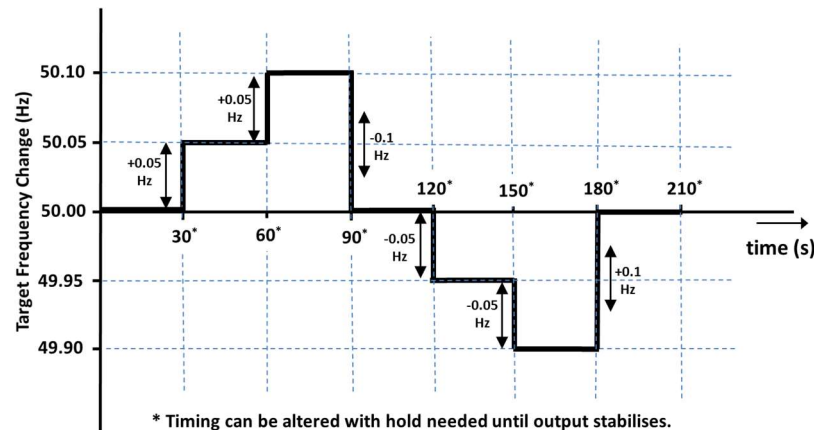 Target Frequency Change (Hz)
50.10
50.05
50.00
49.95
49.90
+0.05
Hz
+0.05
Hz
-0.1
Hz
30*
60*
90*
120*
150*
180*
210*
-0.05
Hz
-0.05
Hz
+0.1
Hz
time (s)
* Timing can be altered with hold needed until output stabilises.